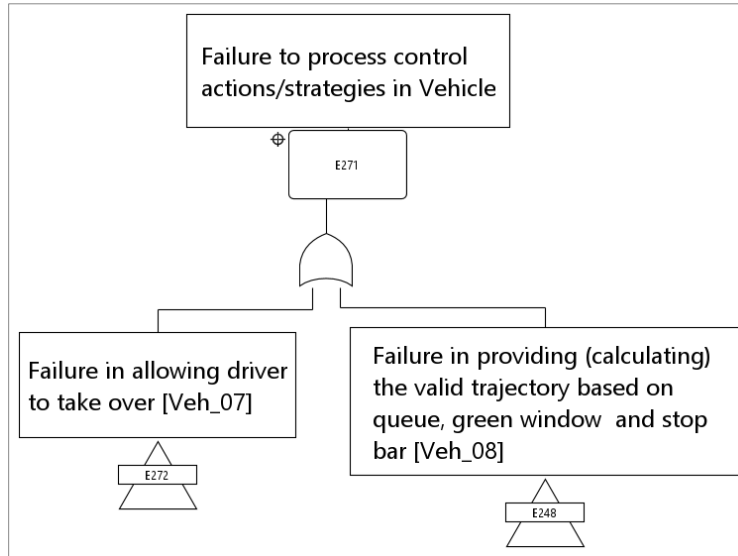 Failure to process control
actions/strategies in Vehicle
E271
Failure in allowing driver
to take over [Veh_07]
E272
Failure in providing (calculating)
the valid trajectory based on
queue, green window and stop
bar [Veh_08]
E248